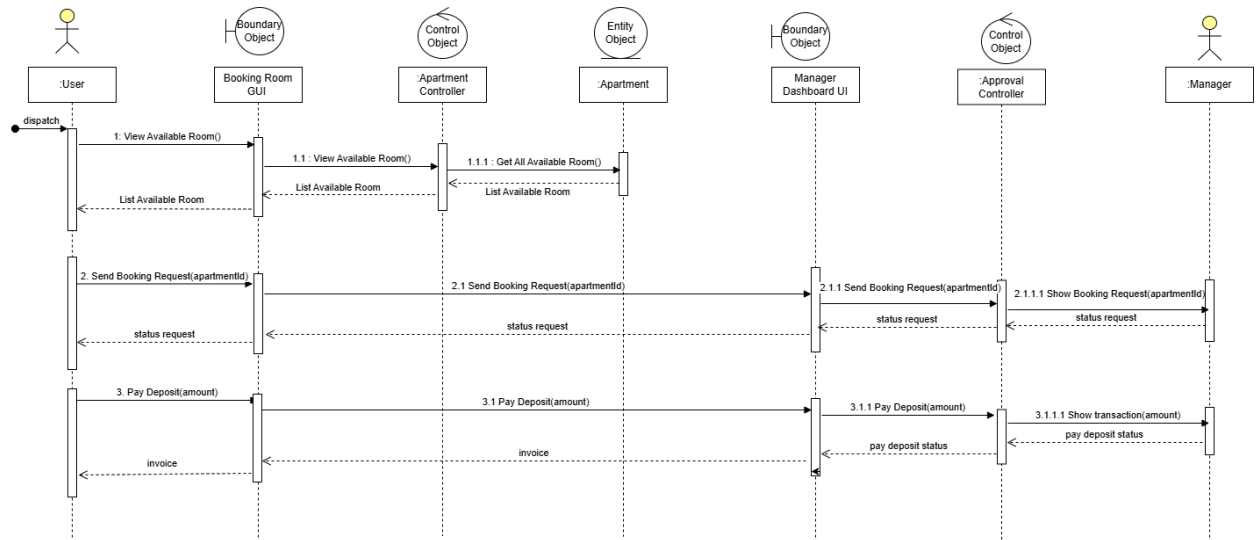 Boundary
Object
Control
Object
Entity
Object
Boundary
Object
Control
Object
:User
Booking Room
GUI
:Apartment
Controller
:Apartment
Manager
Dashboard UI
:Approval
Controller
:Manager
dispatch
1: View Available Room()
1.1 : View Available Room()
1.1.1 : Get All Available Room()
List Available Room
List Available Room
List Available Room
2. Send Booking Request(apartmentId)
2.1 Send Booking Request(apartmentId)
2.1.1 Send Booking Request(apartmentId)
2.1.1.1 Show Booking Request(apartmentId)
status request
status request
status request
status request
3. Pay Deposit(amount)
3.1 Pay Deposit(amount)
3.1.1 Pay Deposit(amount)
3.1.1.1 Show transaction(amount)
pay deposit status
pay deposit status
invoice
invoice